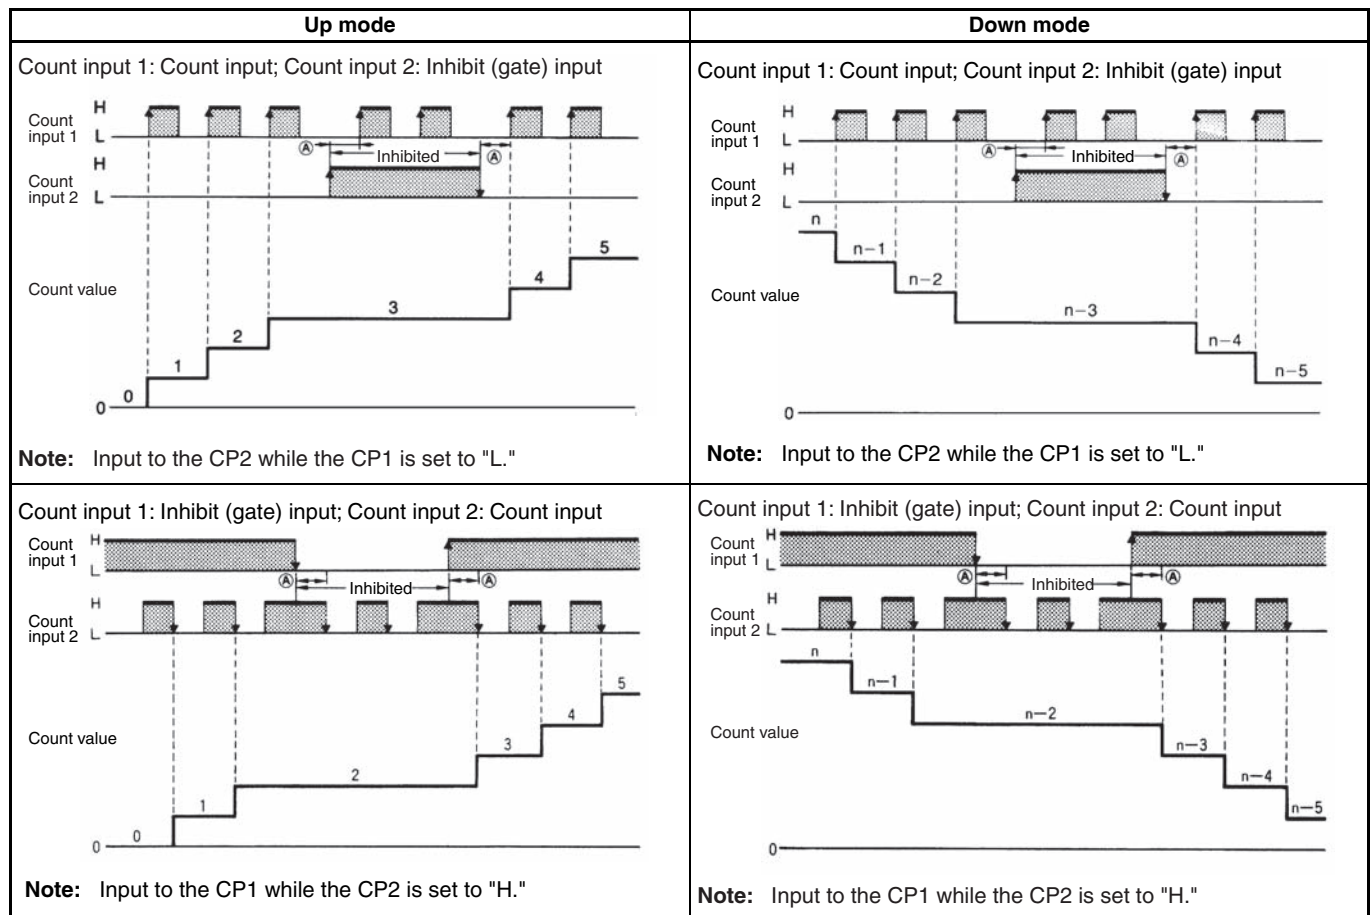 Up mode
Down mode
Count input 1: Count input; Count input 2: Inhibit (gate) input
H
Count
input 1
L
A
Inhibited
A
H
Count
input 2
L
5
4
3
2
1
0
Count value
0
Note: Input to the CP2 while the CP1 is set to "L."
Count input 1: Count input; Count input 2: Inhibit (gate) input
H
Count
input 1
L
A
Inhibited
A
H
Count
input 2
L
n
n−1
n−2
n−3
n−4
n−5
Count value
0
Note: Input to the CP2 while the CP1 is set to "L."
Count input 1: Inhibit (gate) input; Count input 2: Count input
Count
input 1
H
L
A
Inhibited
A
H
Count
input 2
L
5
4
3
2
1
0
Count value
0
Note: Input to the CP1 while the CP2 is set to "H."
Count input 1: Inhibit (gate) input; Count input 2: Count input
Count
input 1
H
L
A
Inhibited
A
H
Count
input 2
L
n
n−1
n−2
n−3
n−4
n−5
Count value
0
Note: Input to the CP1 while the CP2 is set to "H."